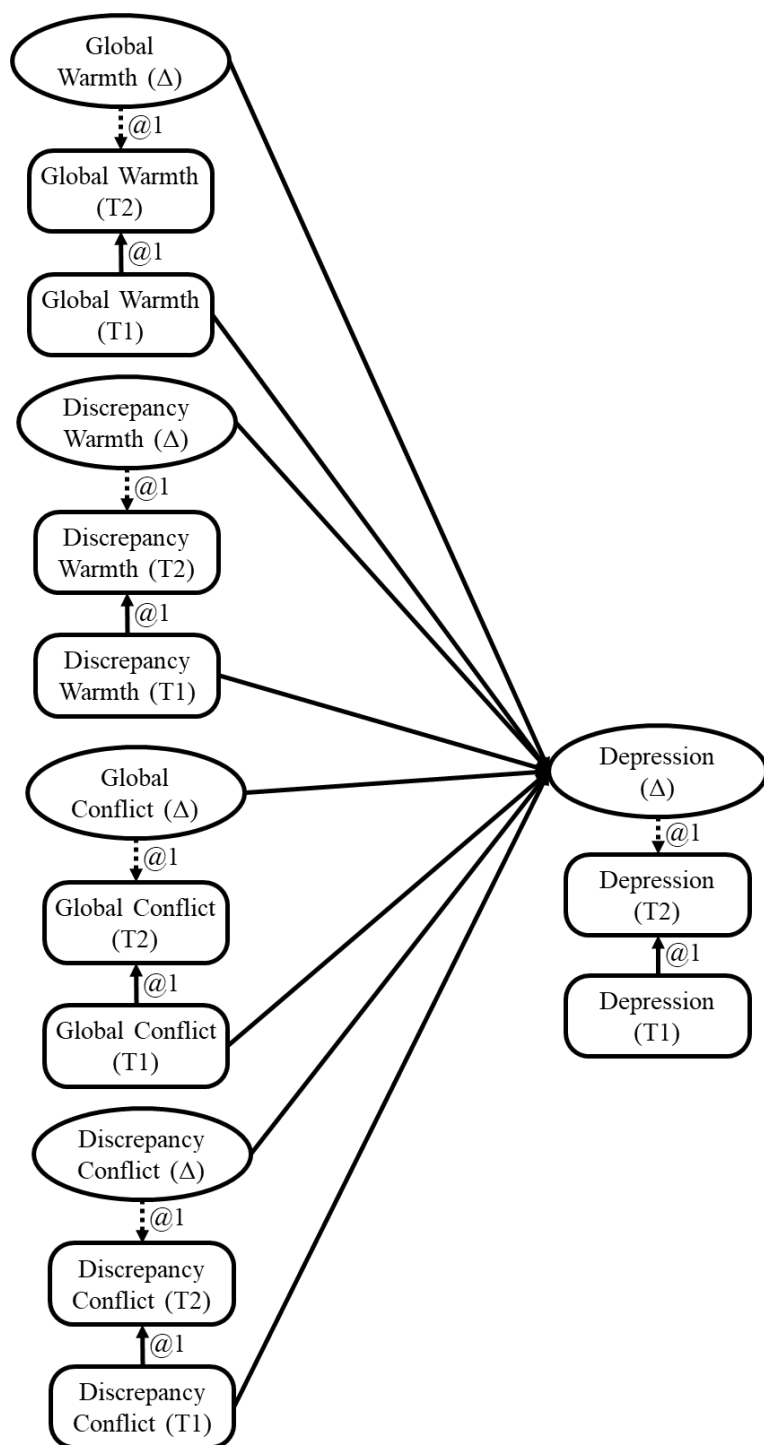 Global
Warmth (Δ)
@1
Global Warmth
(T2)
@1
Global Warmth
(T1)
Discrepancy
Warmth (Δ)
@1
Discrepancy
Warmth (T2)
@1
Discrepancy
Warmth (T1)
Global
Conflict (Δ)
@1
Global Conflict
(T2)
@1
Global Conflict
(T1)
Discrepancy
Conflict (Δ)
@1
Discrepancy
Conflict (T2)
@1
Discrepancy
Conflict (T1)
Depression
(Δ)
@1
Depression
(T2)
@1
Depression
(T1)